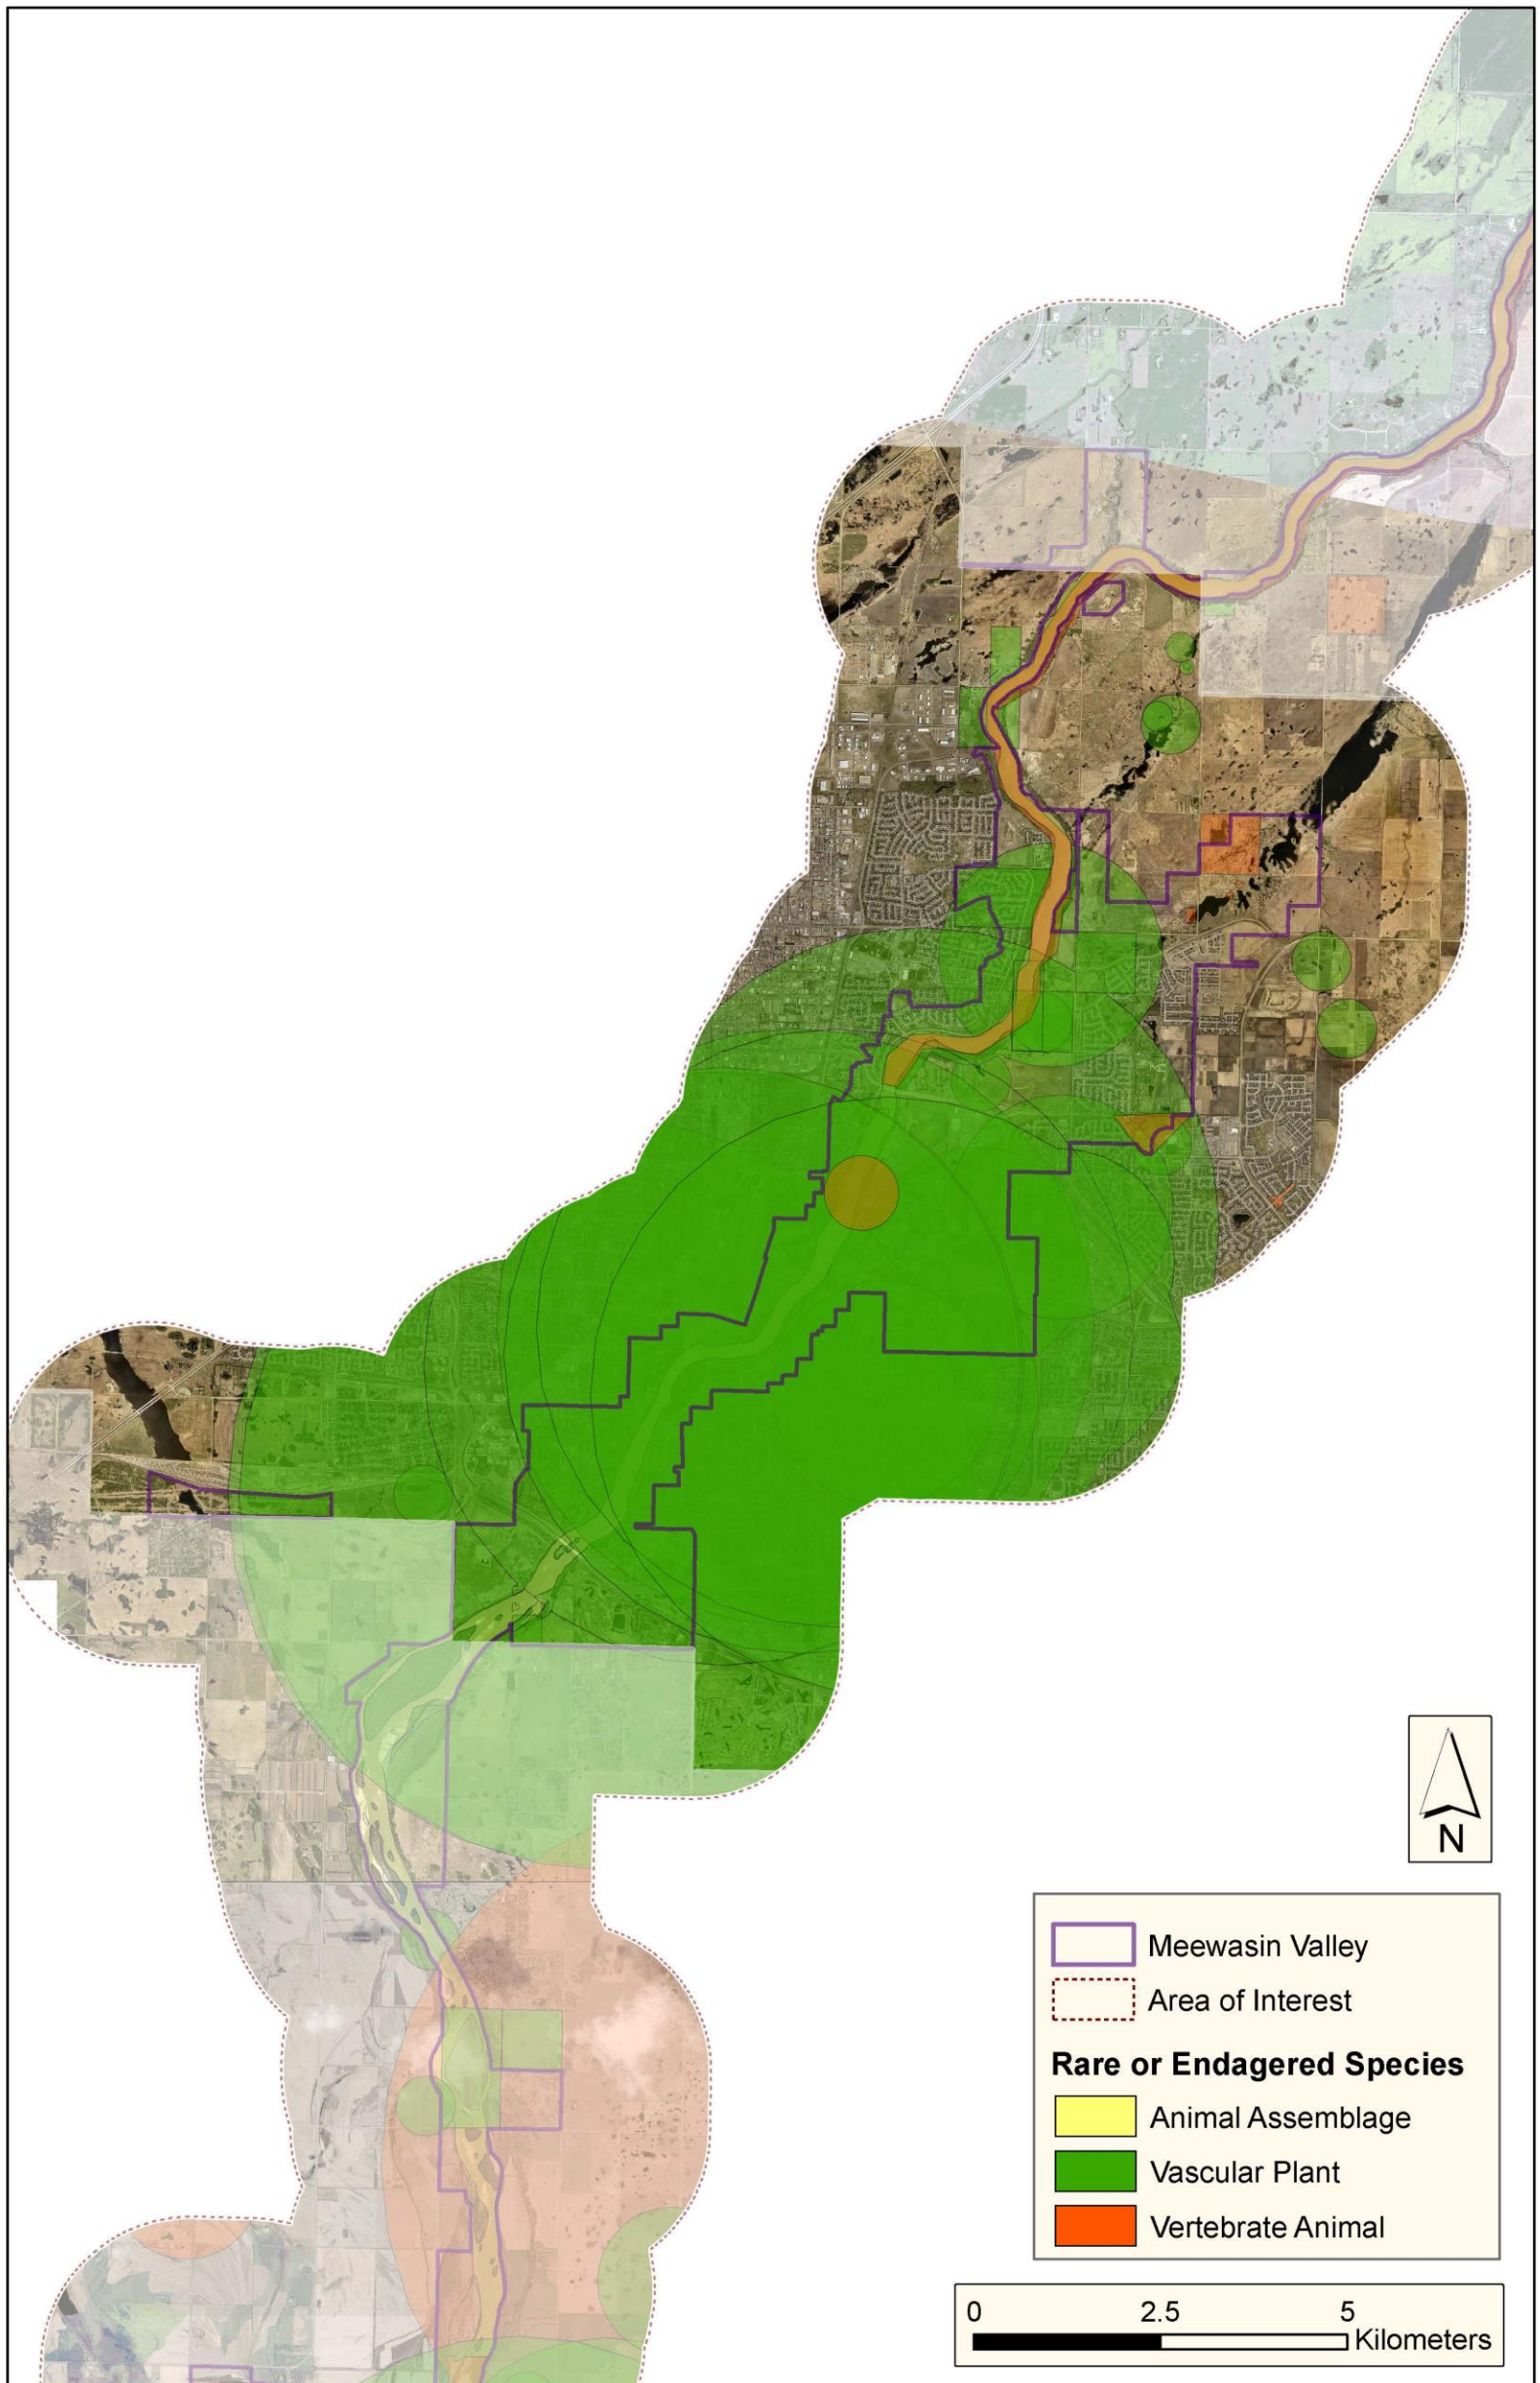 N
Meewasin Valley
Area of Interest
Rare or Endagered Species
Animal Assemblage
Vascular Plant
Vertebrate Animal
0 2.5 5
Kilometers